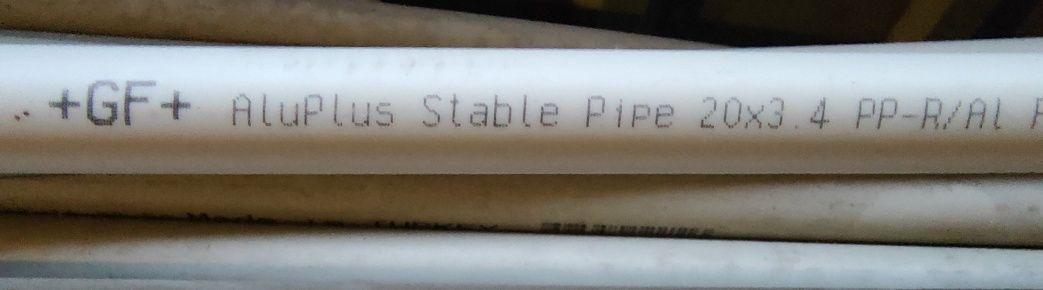 +GF+ AluPlus Stable Pipe 20x3.4 PP-R/Al